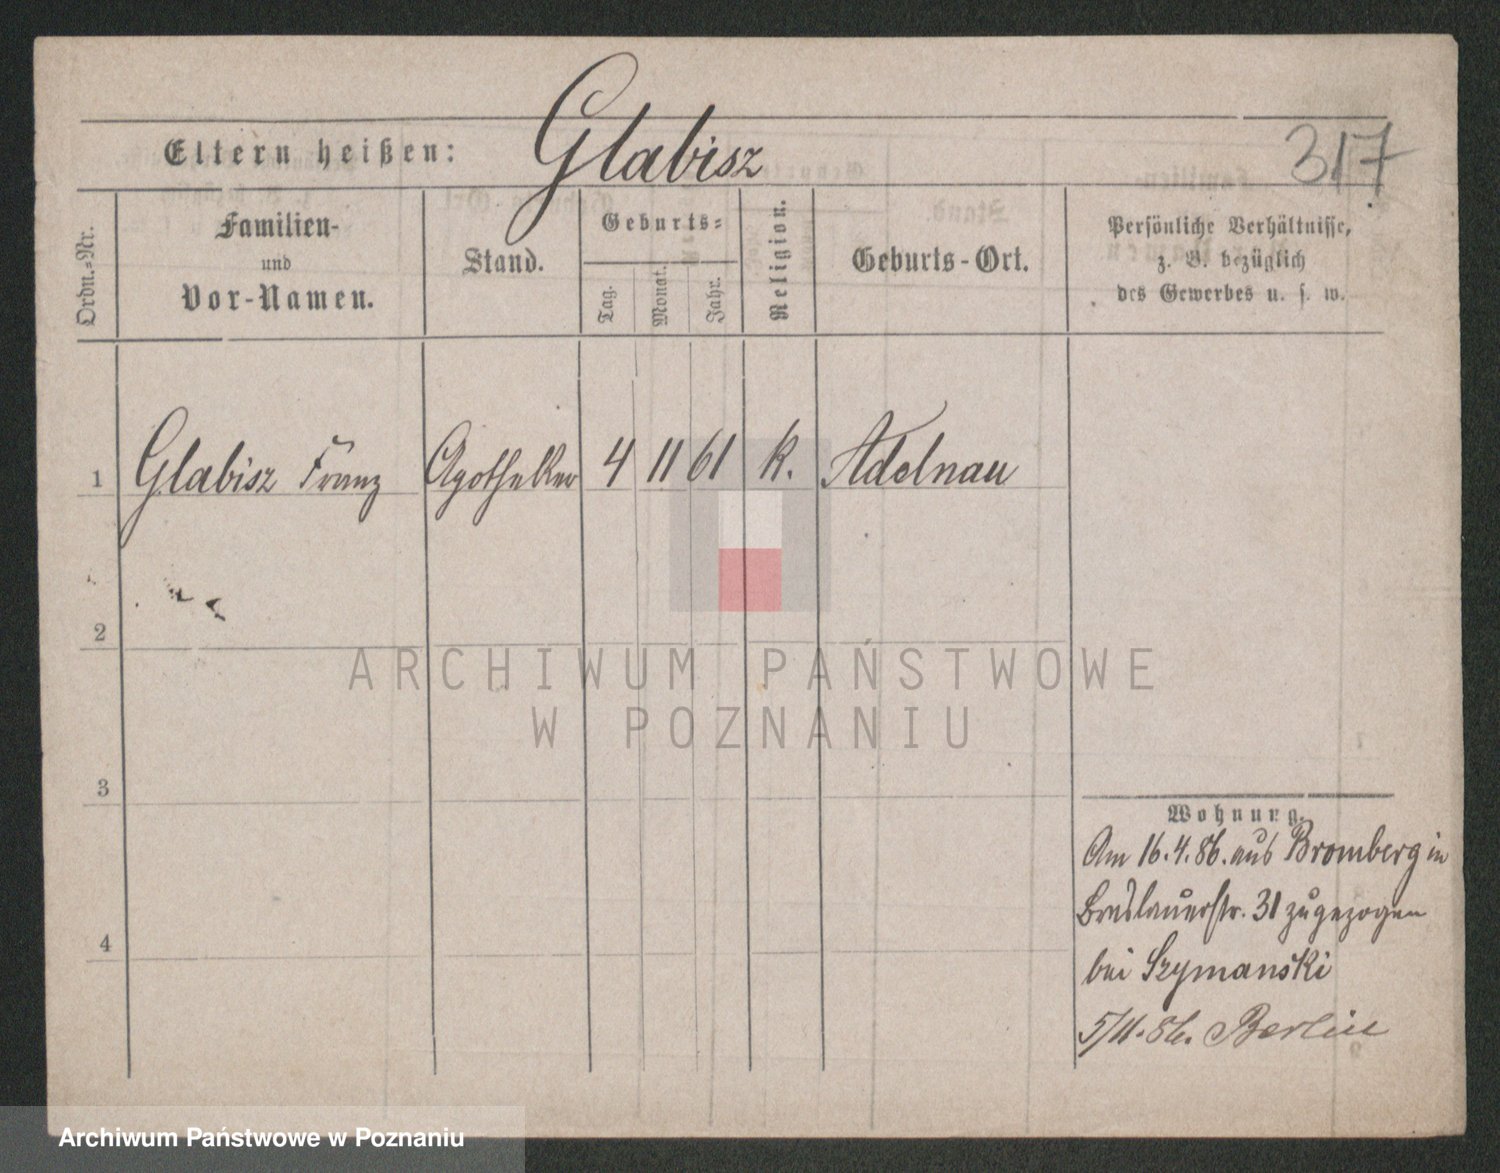 Glabisz
Eltern heißen:
317
Ordn.-Nr.
Familien-
und
Vor-Namen.
Stand.
Geburts-
Tag.
Monat.
Jahr.
Religion.
Geburts-Ort.
Persönliche Verhältnisse,
z. B. bezüglich
des Gewerbes u. s. w.
1 Glabisz Franz Apotheker 4 11 61 k. Adelnau
2
ARCHIWUM PAŃSTWOWE
W POZNANIU
3
Wohnung.
Am 16.4.86. aus Bromberg in
Breslauerstr. 31 zugezogen
4
bei Szymanski
5/11.86. Berlin
Archiwum Państwowe w Poznaniu